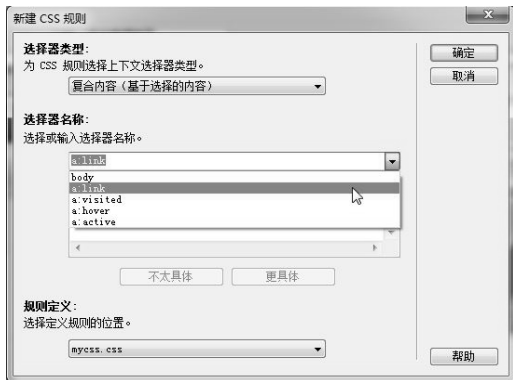 新建 CSS 规则
选择器类型:
为 CSS 规则选择上下文选择器类型。
复合内容（基于选择的内容）
确定
取消
选择器名称:
选择或输入选择器名称。
a:link
body
a:link
a:visited
a:hover
a:active
不太具体
更具体
规则定义:
选择定义规则的位置。
mycss.css
帮助